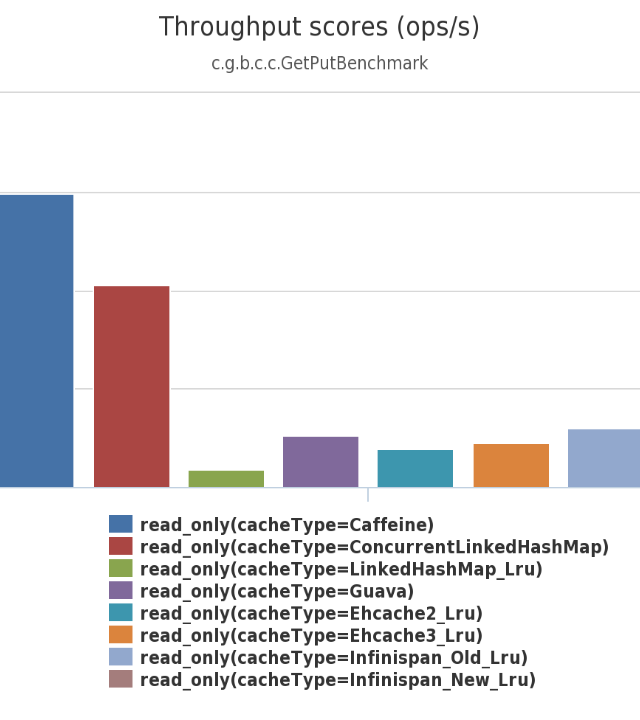 Throughput scores (ops/s)
c.g.b.c.c.GetPutBenchmark
read_only(cacheType=Caffeine)
read_only(cacheType=ConcurrentLinkedHashMap)
read_only(cacheType=LinkedHashMap_Lru)
read_only(cacheType=Guava)
read_only(cacheType=Ehcache2_Lru)
read_only(cacheType=Ehcache3_Lru)
read_only(cacheType=Infinispan_Old_Lru)
read_only(cacheType=Infinispan_New_Lru)